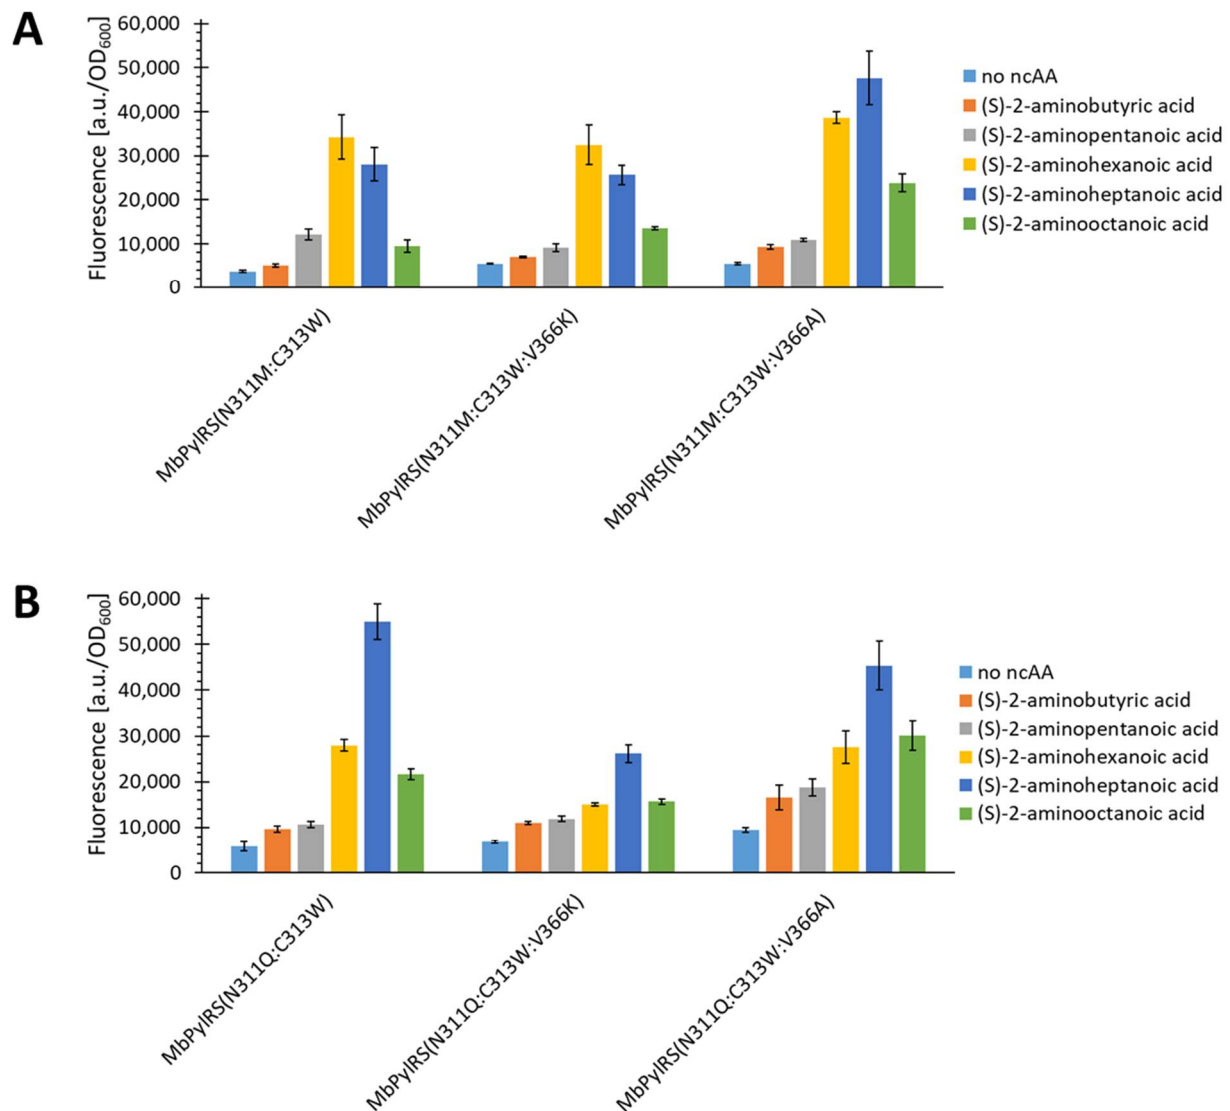 A
Fluorescence [a.u./OD600]
60,000
50,000
40,000
30,000
20,000
10,000
0
MbPylRS(N311M:C313W)
MbPylRS(N311M:C313W:V366K)
MbPylRS(N311M:C313W:V366A)
no ncAA
(S)-2-aminobutyric acid
(S)-2-aminopentanoic acid
(S)-2-aminohexanoic acid
(S)-2-aminoheptanoic acid
(S)-2-aminooctanoic acid
B
Fluorescence [a.u./OD600]
60,000
50,000
40,000
30,000
20,000
10,000
0
MbPylRS(N311Q:C313W)
MbPylRS(N311Q:C313W:V366K)
MbPylRS(N311Q:C313W:V366A)
no ncAA
(S)-2-aminobutyric acid
(S)-2-aminopentanoic acid
(S)-2-aminohexanoic acid
(S)-2-aminoheptanoic acid
(S)-2-aminooctanoic acid